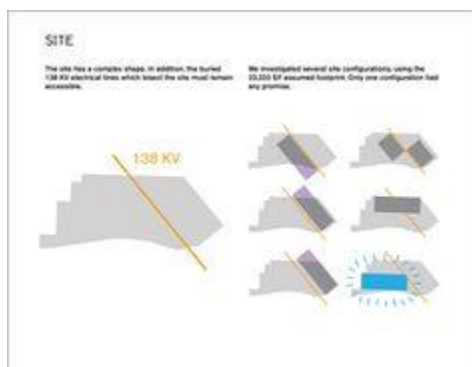 SITE
The site has a complex shape. In addition, the buried
138 KV electrical lines which bisect the site must remain
accessible.
We investigated several site configurations, using the
SF assumed footprint. Only one configuration had
any promise.
138 KV